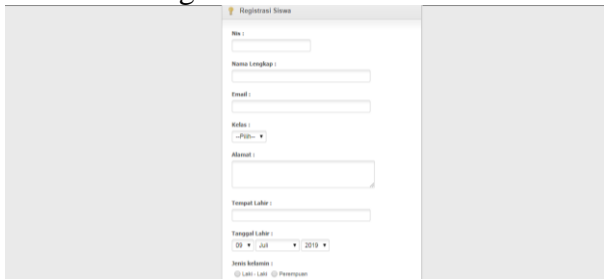 Registrasi Siswa
Nis :
Nama Lengkap :
Email :
Kelas :
--Pilih--
Alamat :
Tempat Lahir :
Tanggal Lahir :
09 Juli 2019
Jenis kelamin :
Laki - Laki Perempuan